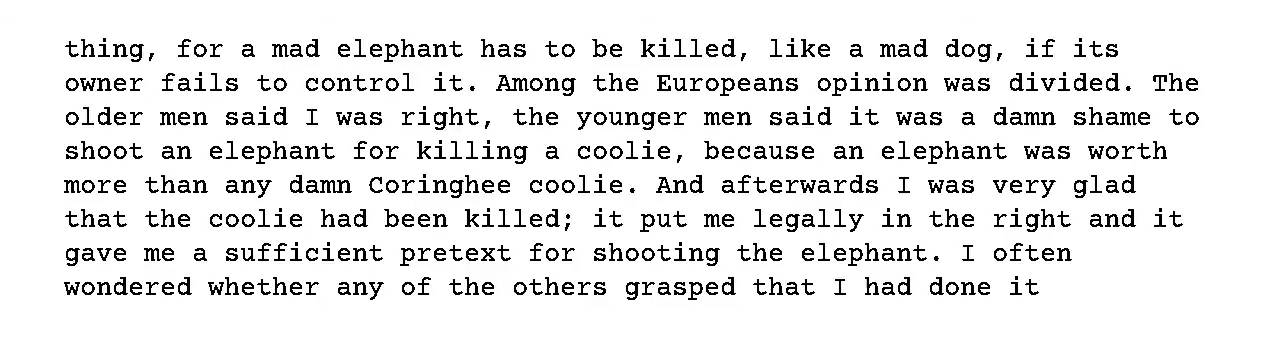 thing, for a mad elephant has to be killed, like a mad dog, if its
owner fails to control it. Among the Europeans opinion was divided. The
older men said I was right, the younger men said it was a damn shame to
shoot an elephant for killing a coolie, because an elephant was worth
more than any damn Coringhee coolie. And afterwards I was very glad
that the coolie had been killed; it put me legally in the right and it
gave me a sufficient pretext for shooting the elephant. I often
wondered whether any of the others grasped that I had done it